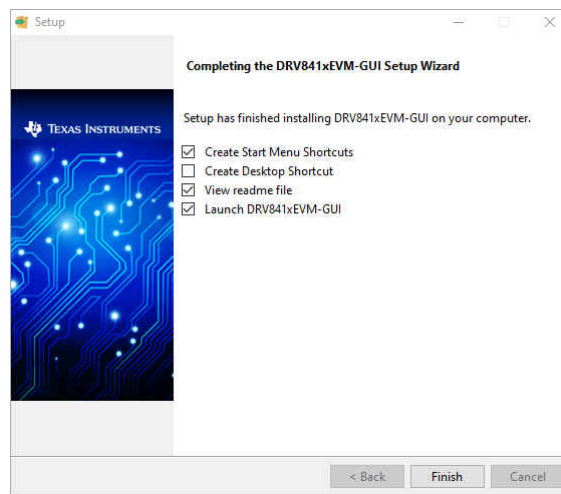 Setup
Completing the DRV841xEVM-GUI Setup Wizard
TEXAS INSTRUMENTS
Setup has finished installing DRV841xEVM-GUI on your computer.
Create Start Menu Shortcuts
Create Desktop Shortcut
View readme file
Launch DRV841xEVM-GUI
< Back Finish Cancel